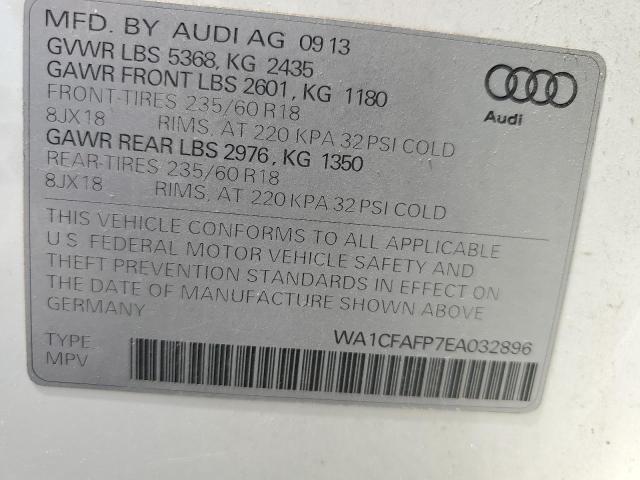 MFD. BY AUDI AG 09 13
GVWR LBS 5368, KG 2435
GAWR FRONT LBS 2601, KG 1180
FRONT-TIRES 235/60 R18
8JX18 RIMS, AT 220 KPA 32 PSI COLD
GAWR REAR LBS 2976, KG 1350
REAR-TIRES 235/60 R18
8JX18 RIMS, AT 220 KPA 32 PSI COLD
Audi
THIS VEHICLE CONFORMS TO ALL APPLICABLE
U.S. FEDERAL MOTOR VEHICLE SAFETY AND
THEFT PREVENTION STANDARDS IN EFFECT ON
THE DATE OF MANUFACTURE SHOWN ABOVE
GERMANY
TYPE: WA1CFAFP7EA032896
MPV